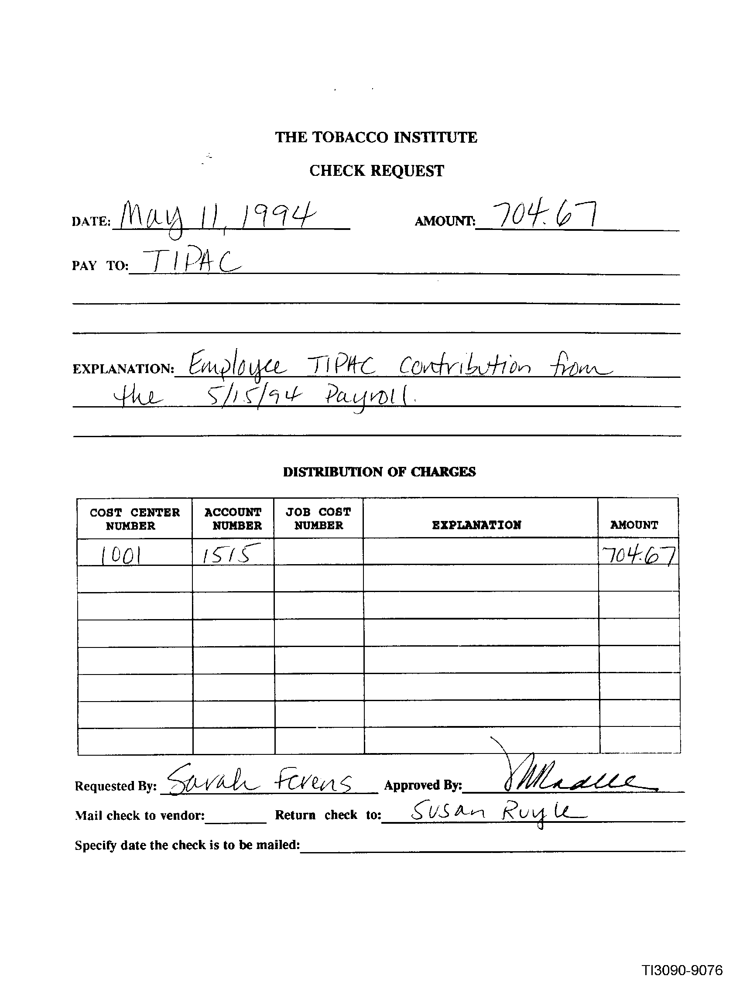 THE TOBACCO INSTITUTE
CHECK REQUEST
DATE: May 11, 1994 AMOUNT: 704.67
PAY TO: TIPAC
EXPLANATION: Employee TIPAC Contribution from
the 5/15/94 Payroll.
DISTRIBUTION OF CHARGES
COST CENTER NUMBER ACCOUNT NUMBER JOB COST NUMBER EXPLANATION AMOUNT
1001 1515 704.67
Requested By: Sarah Ferens Approved By:
Mail check to vendor: Return check to: Susan Ruyle
Specify date the check is to be mailed:
TI3090-9076